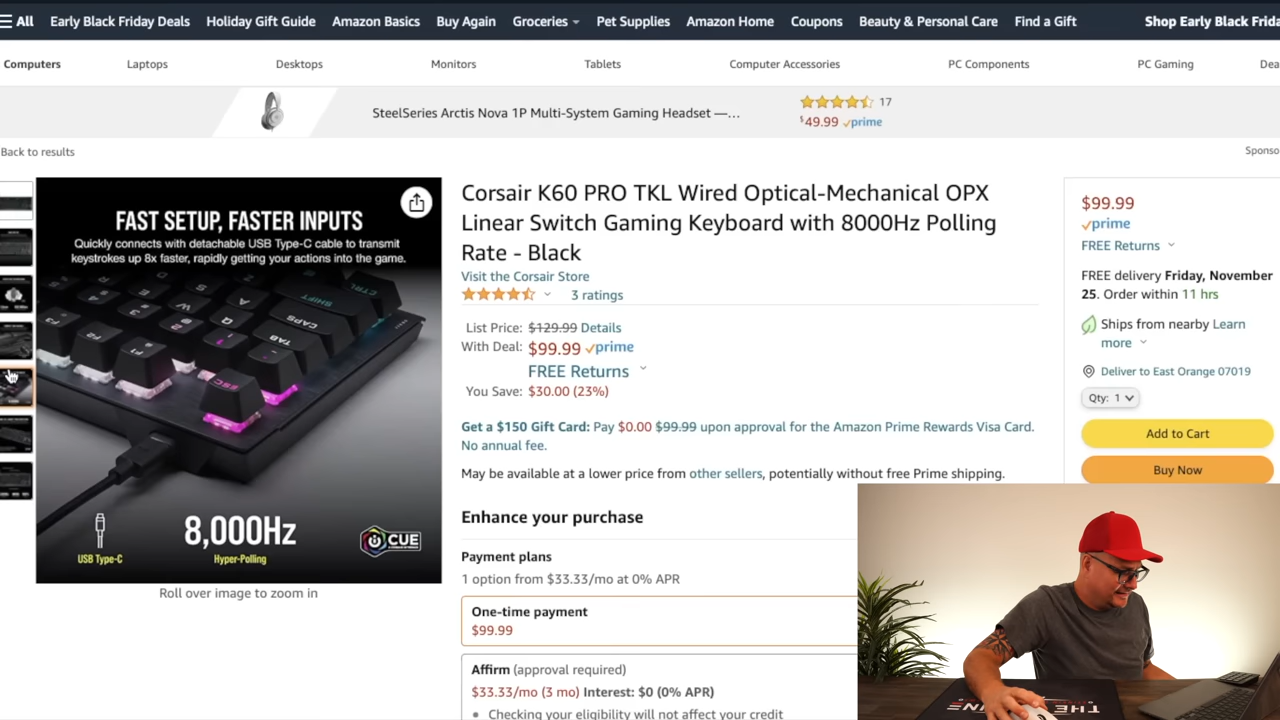 All Early Black Friday Deals Holiday Gift Guide Amazon Basics Buy Again Groceries Pet Supplies Amazon Home Coupons Beauty & Personal Care Find a Gift Shop Early Black Frida
Computers Laptops Desktops Monitors Tablets Computer Accessories PC Components PC Gaming Dea
SteelSeries Arctis Nova 1P Multi-System Gaming Headset —… 17
$49.99 prime
Back to results
Sponso
FAST SETUP, FASTER INPUTS
Quickly connects with detachable USB Type-C cable to transmit
keystrokes up 8x faster, rapidly getting your actions into the game.
CTRL
SHIFT
CAPS
TAB
ESC
A
Q
W
S
F1
F2
F3
USB Type-C
8,000Hz
Hyper-Polling
iCUE
Roll over image to zoom in
Corsair K60 PRO TKL Wired Optical-Mechanical OPX
Linear Switch Gaming Keyboard with 8000Hz Polling
Rate - Black
Visit the Corsair Store
3 ratings
List Price: $129.99 Details
With Deal: $99.99 prime
FREE Returns
You Save: $30.00 (23%)
Get a $150 Gift Card: Pay $0.00 $99.99 upon approval for the Amazon Prime Rewards Visa Card.
No annual fee.
May be available at a lower price from other sellers, potentially without free Prime shipping.
Enhance your purchase
Payment plans
1 option from $33.33/mo at 0% APR
One-time payment
$99.99
Affirm (approval required)
$33.33/mo (3 mo) Interest: $0 (0% APR)
Checking your eligibility will not affect your credit
$99.99
prime
FREE Returns
FREE delivery Friday, November
25. Order within 11 hrs
Ships from nearby Learn
more
Deliver to East Orange 07019
Qty: 1
Add to Cart
Buy Now
THE